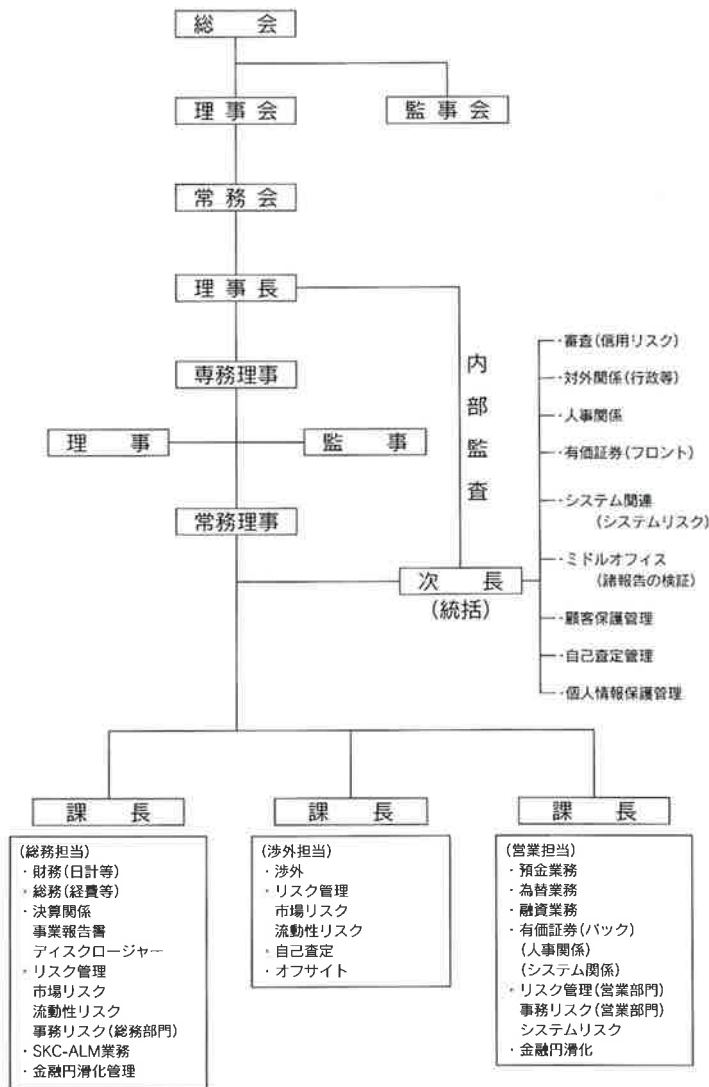 総　会
理事会
監事会
常務会
理事長
専務理事
内部監査
理　事
監　事
常務理事
次　長
(統括)
・審査(信用リスク)
・対外関係(行政等)
・人事関係
・有価証券(フロント)
・システム関連
(システムリスク)
・ミドルオフィス
(諸報告の検証)
・顧客保護管理
・自己査定管理
・個人情報保護管理
課　長
(総務担当)
・財務(日計等)
・総務(経費等)
・決算関係
事業報告書
ディスクロージャー
・リスク管理
市場リスク
流動性リスク
事務リスク(総務部門)
・SKC-ALM業務
・金融円滑化管理
課　長
(渉外担当)
・渉外
・リスク管理
市場リスク
流動性リスク
・自己査定
・オフサイト
課　長
(営業担当)
・預金業務
・為替業務
・融資業務
・有価証券(バック)
(人事関係)
(システム関係)
・リスク管理(営業部門)
事務リスク(営業部門)
システムリスク
・金融円滑化